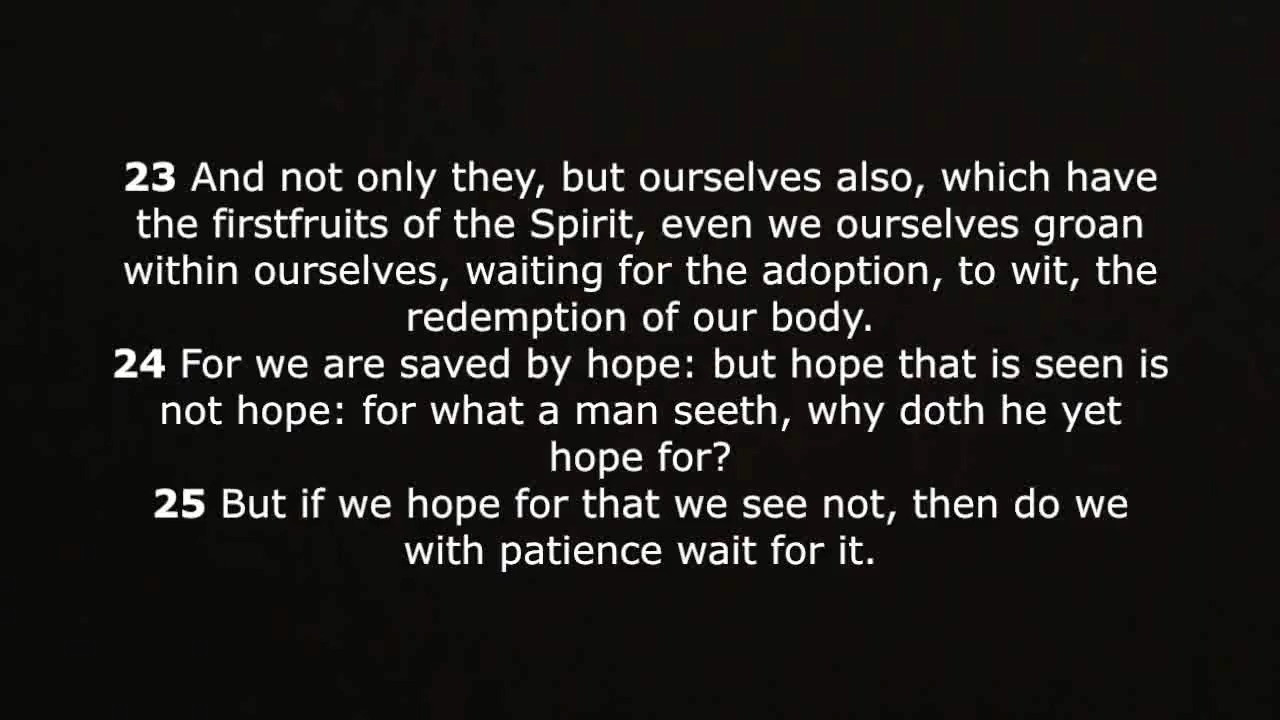 23 And not only they, but ourselves also, which have
the firstfruits of the Spirit, even we ourselves groan
within ourselves, waiting for the adoption, to wit, the
redemption of our body.
24 For we are saved by hope: but hope that is seen is
not hope: for what a man seeth, why doth he yet
hope for?
25 But if we hope for that we see not, then do we
with patience wait for it.